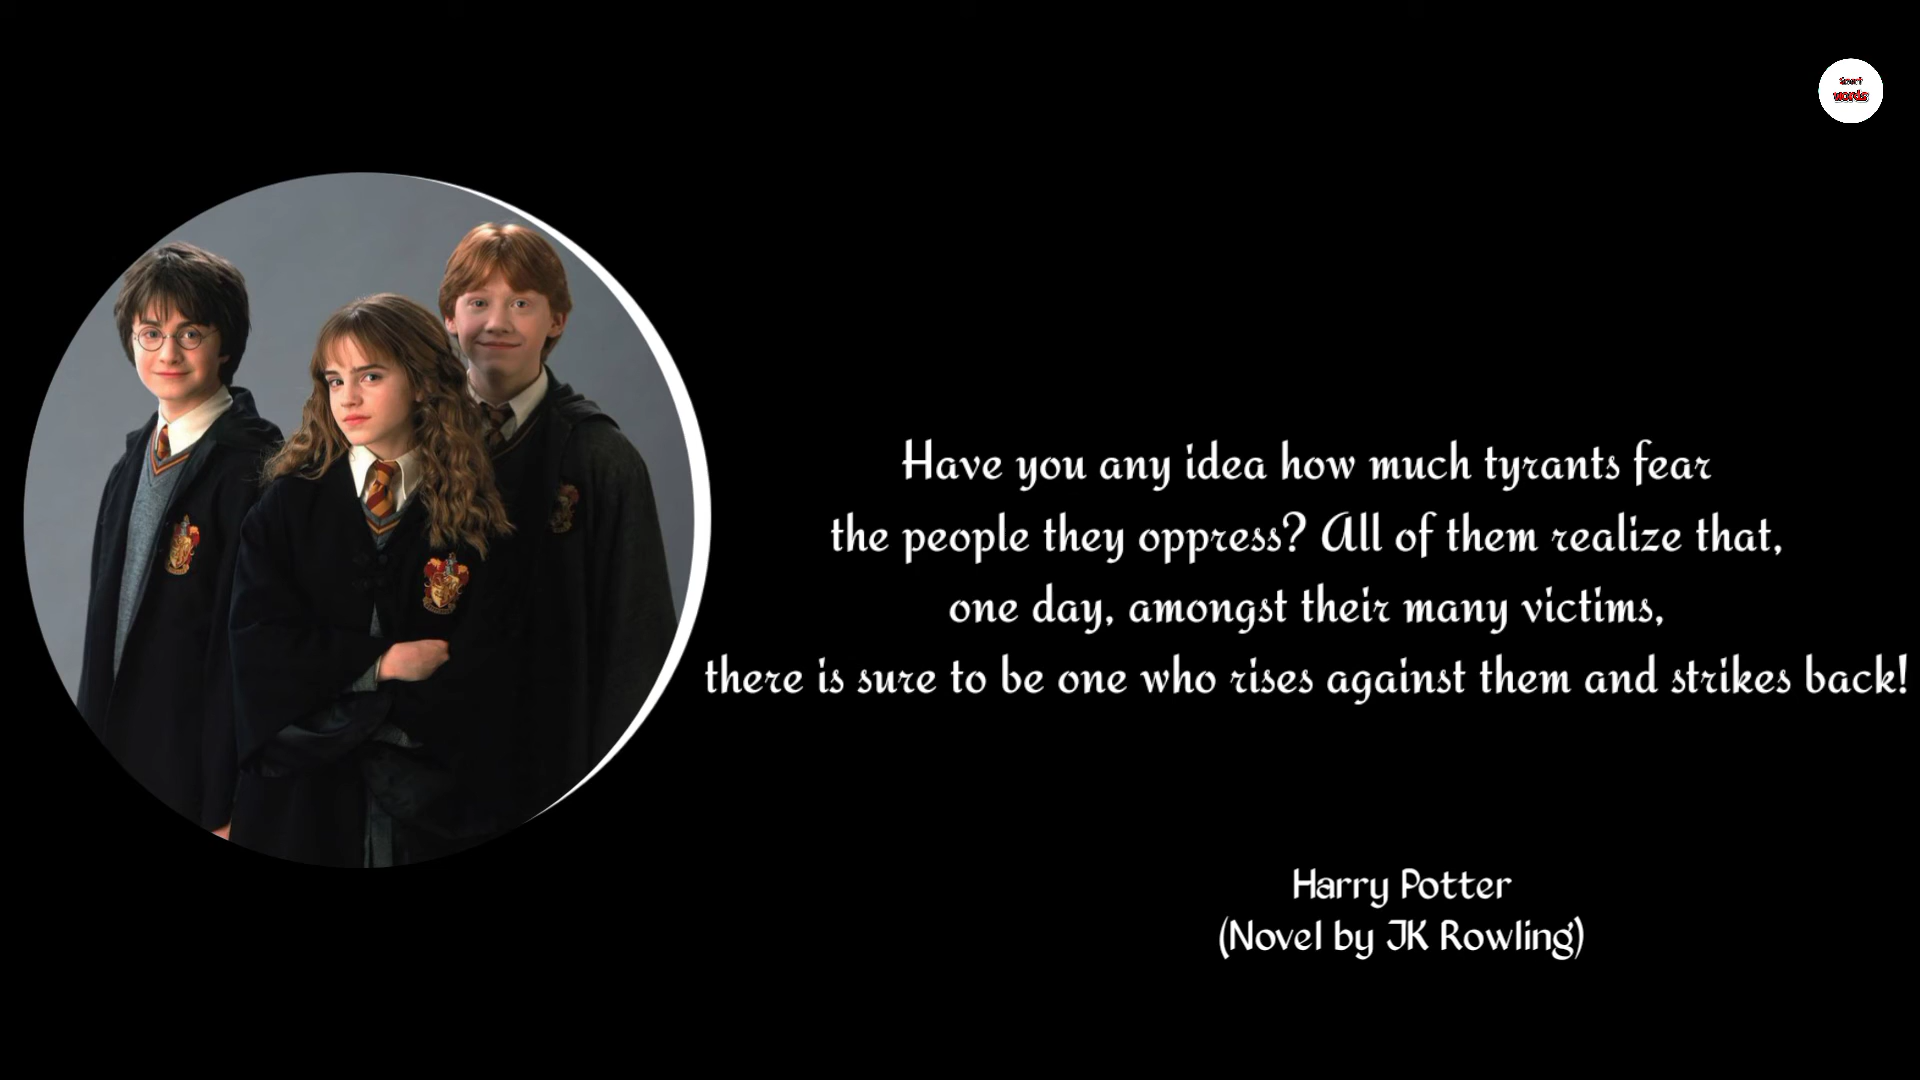 Smart
words
Have you any idea how much tyrants fear
the people they oppress? All of them realize that,
one day, amongst their many victims,
there is sure to be one who rises against them and strikes back!
Harry Potter
(Novel by JK Rowling)